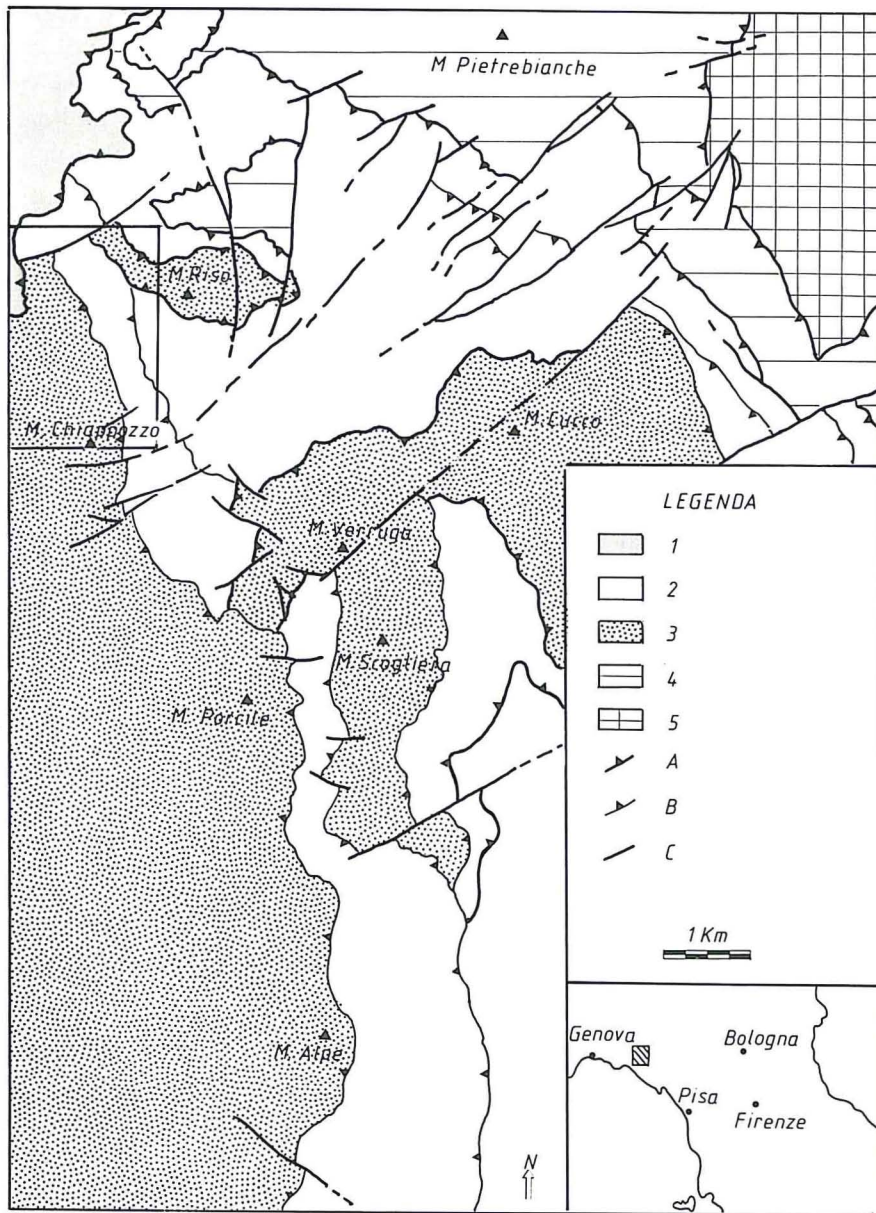 M Pietrebianche
M. Riso
M. Chiappozzo
M. Cucco
M. Verruga
M. Scogliera
M. Porcile
M. Alpe
N
LEGENDA
1
2
3
4
5
A
B
C
1 Km
Genova
Bologna
Pisa
Firenze